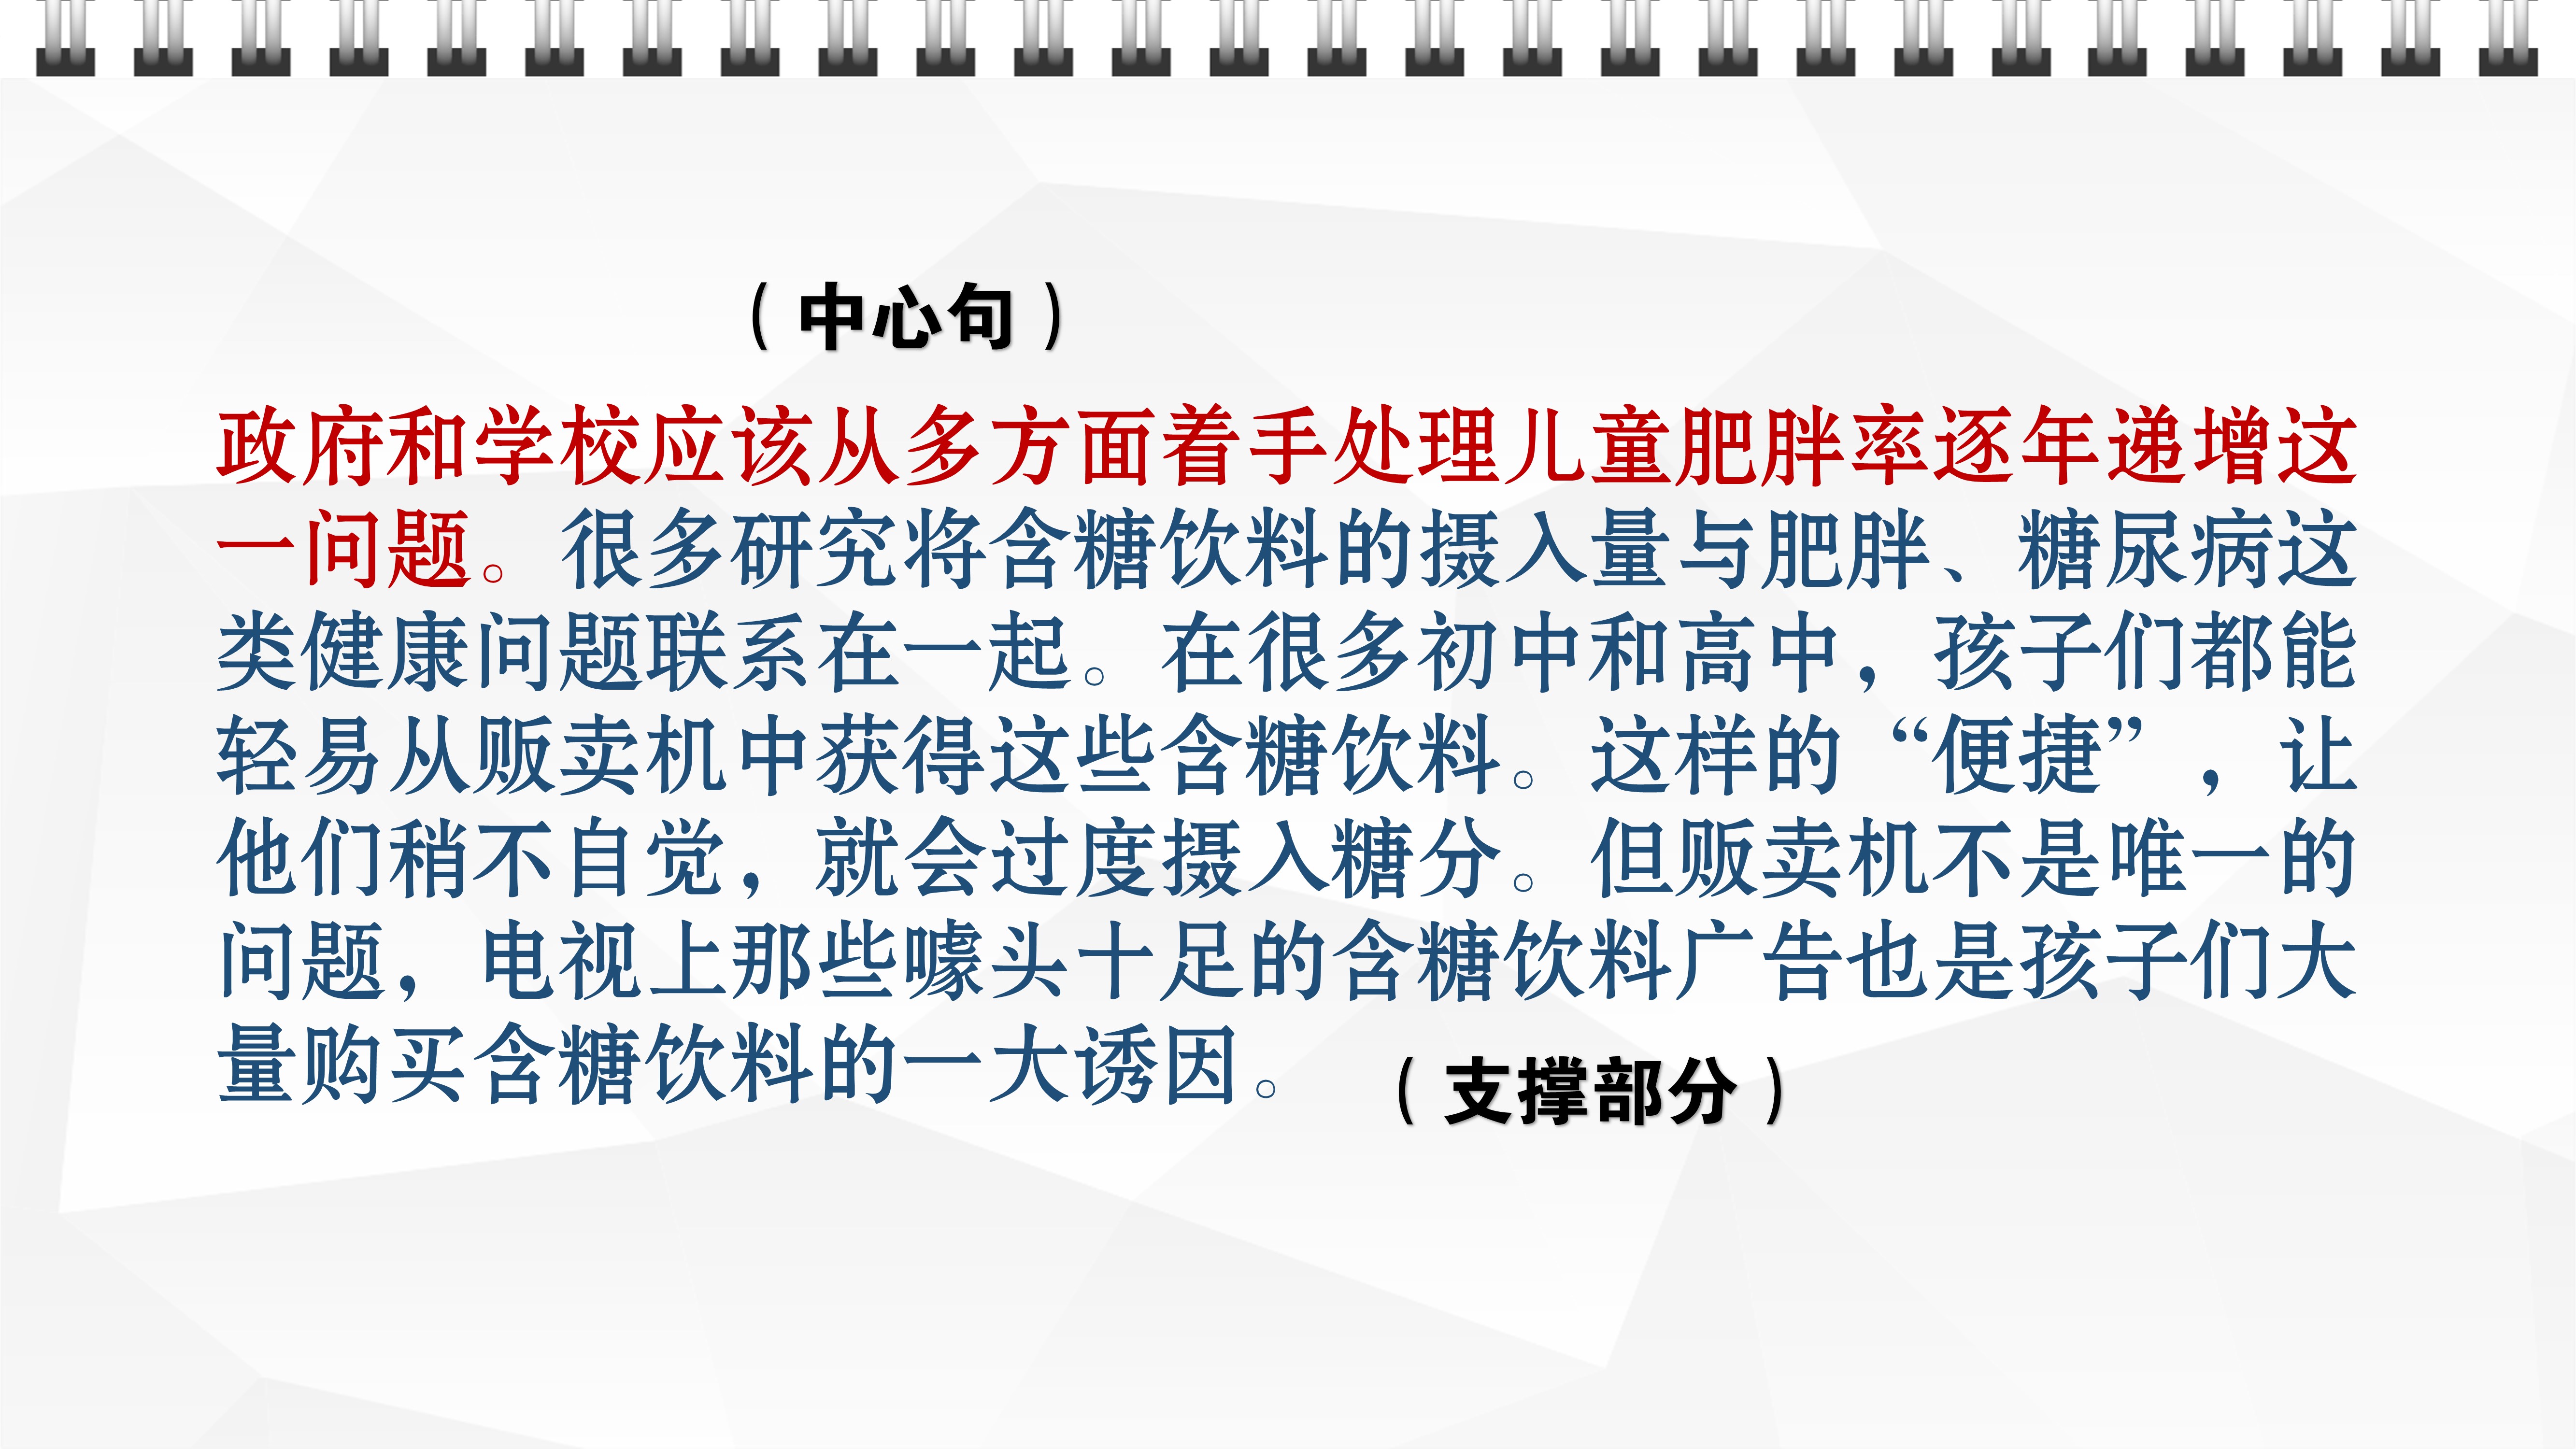 （中心句）
政府和学校应该从多方面着手处理儿童肥胖率逐年递增这
一问题。很多研究将含糖饮料的摄入量与肥胖、糖尿病这
类健康问题联系在一起。在很多初中和高中，孩子们都能
轻易从贩卖机中获得这些含糖饮料。这样的“便捷”，让
他们稍不自觉，就会过度摄入糖分。但贩卖机不是唯一的
问题，电视上那些噱头十足的含糖饮料广告也是孩子们大
量购买含糖饮料的一大诱因。
（支撑部分）